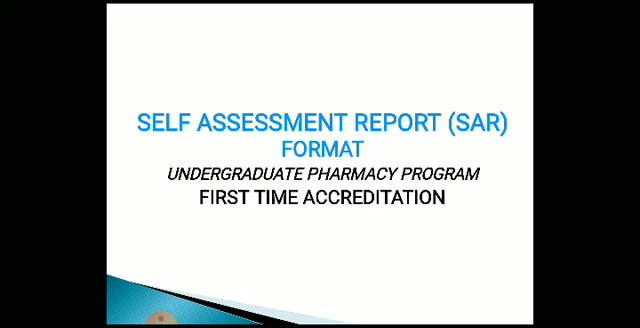 SELF ASSESSMENT REPORT (SAR)
FORMAT
UNDERGRADUATE PHARMACY PROGRAM
FIRST TIME ACCREDITATION